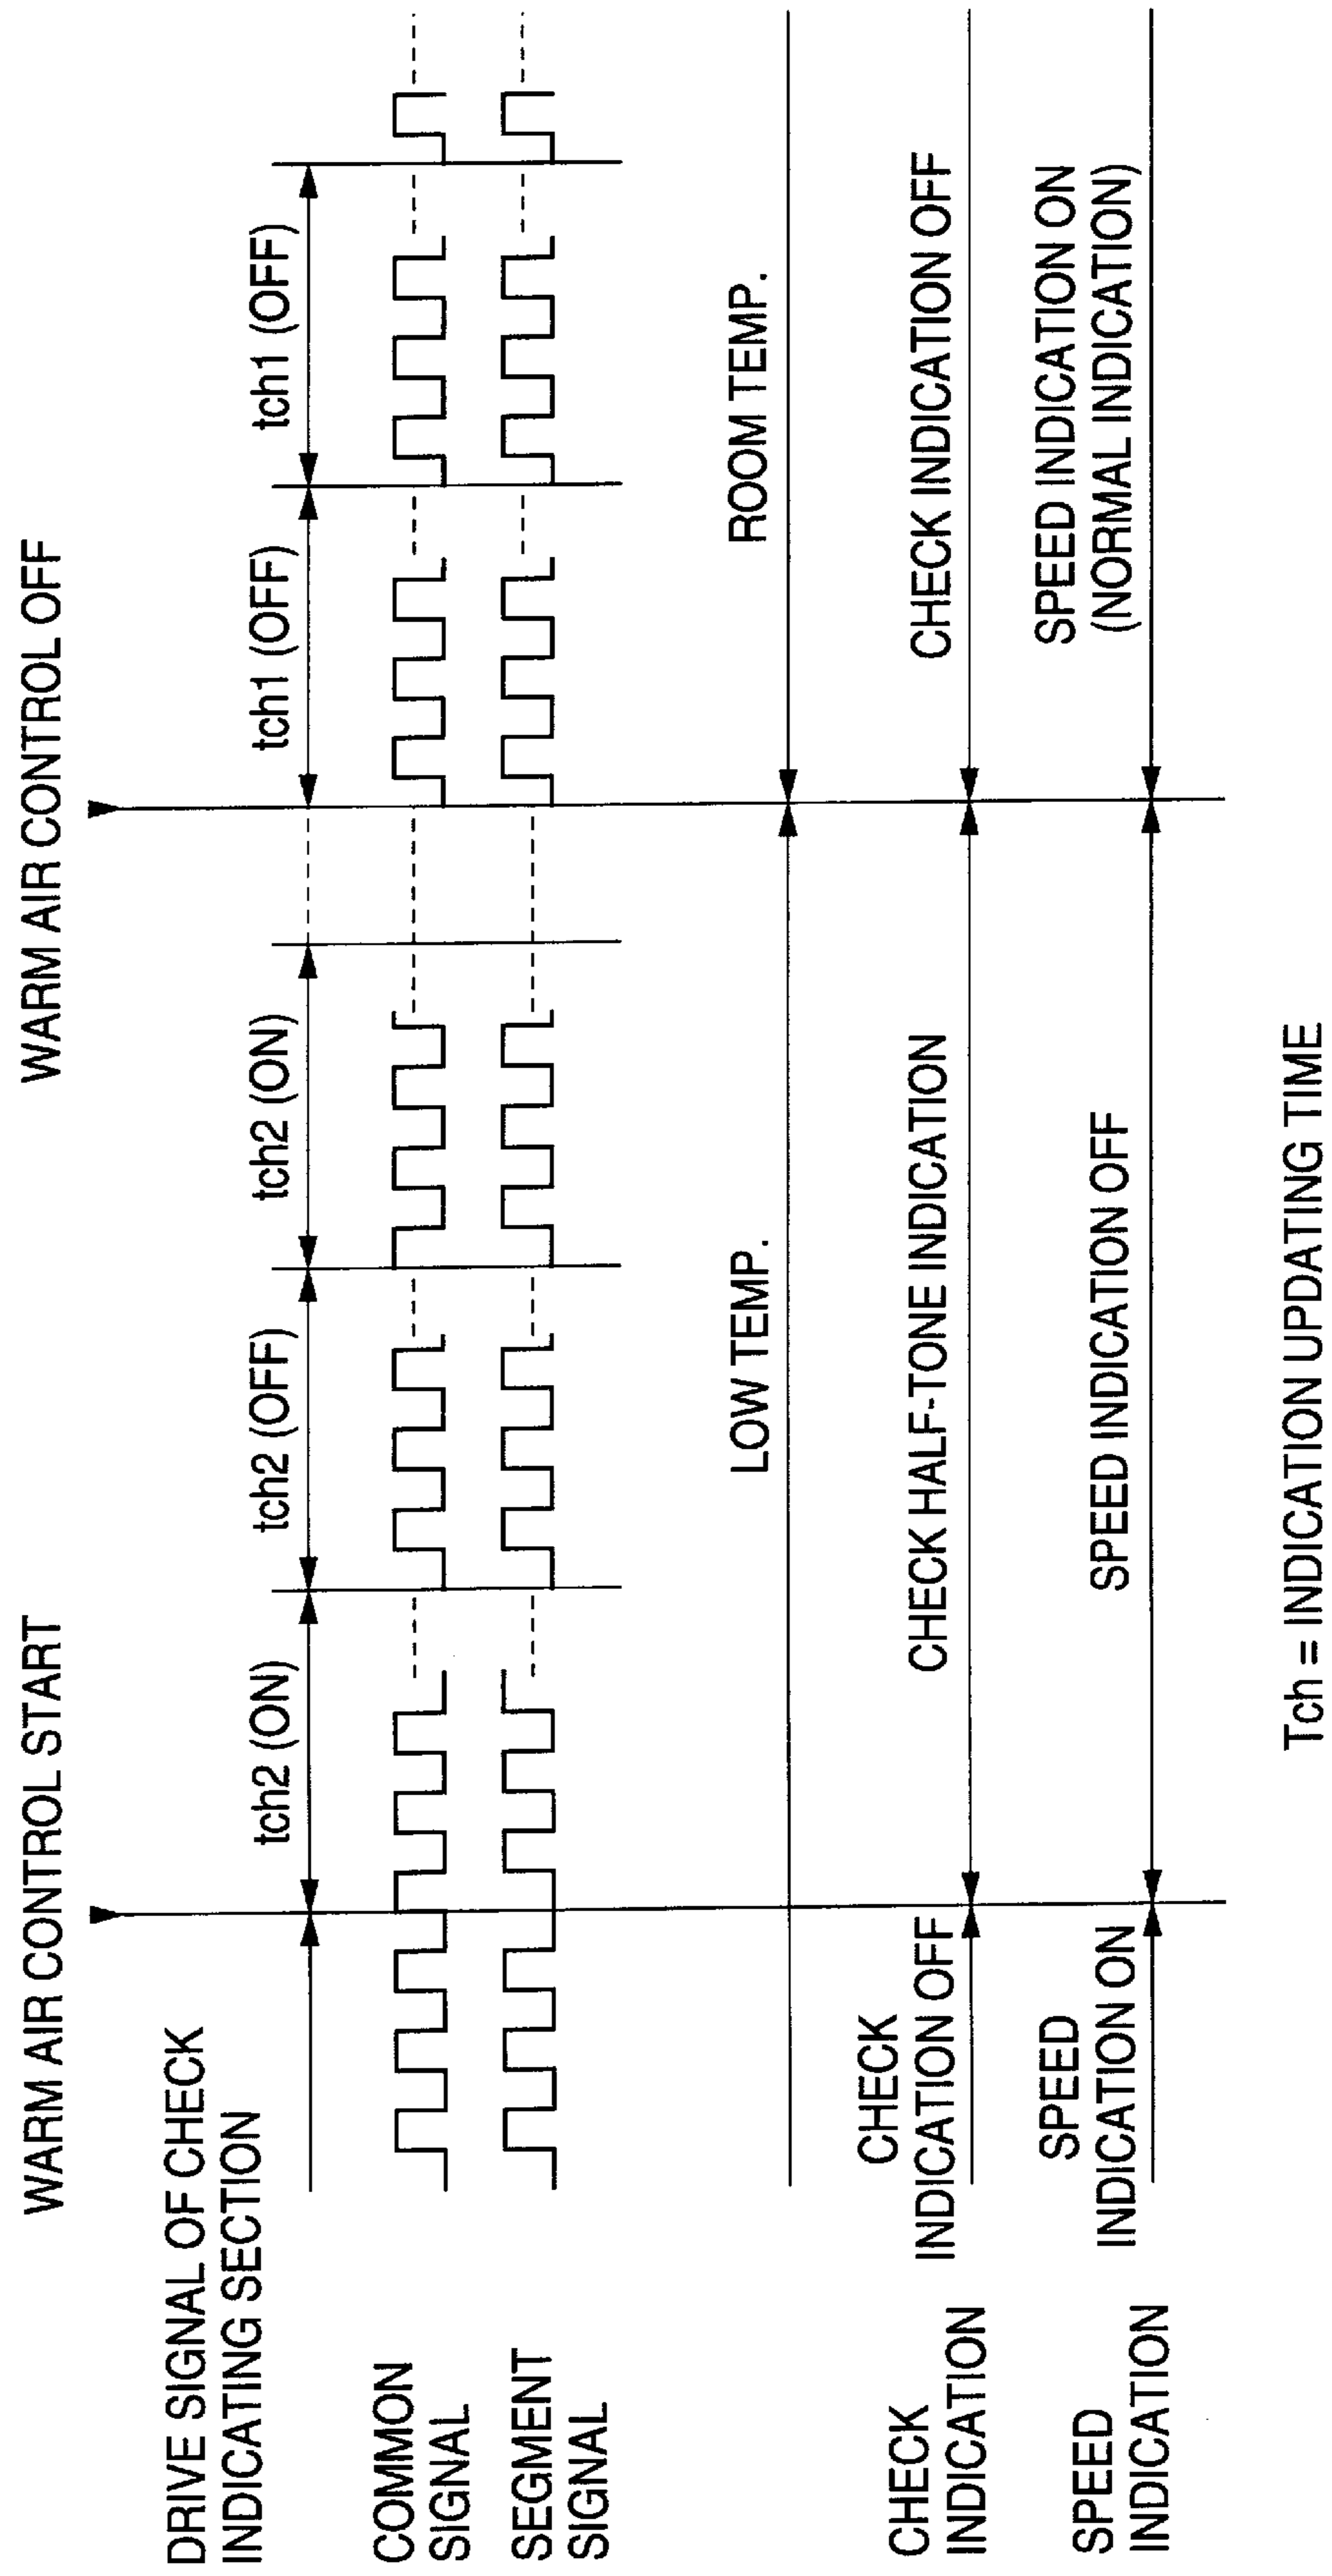 WARM AIR CONTROL START
WARM AIR CONTROL OFF
DRIVE SIGNAL OF CHECK
INDICATING SECTION
tch2 (ON)
tch2 (OFF)
tch2 (ON)
tch1 (OFF)
tch1 (OFF)
COMMON
SIGNAL
SEGMENT
SIGNAL
LOW TEMP.
ROOM TEMP.
CHECK
INDICATION
CHECK
INDICATION OFF
CHECK HALF-TONE INDICATION
CHECK INDICATION OFF
SPEED
INDICATION
SPEED
INDICATION ON
SPEED INDICATION OFF
SPEED INDICATION ON
(NORMAL INDICATION)
Tch = INDICATION UPDATING TIME